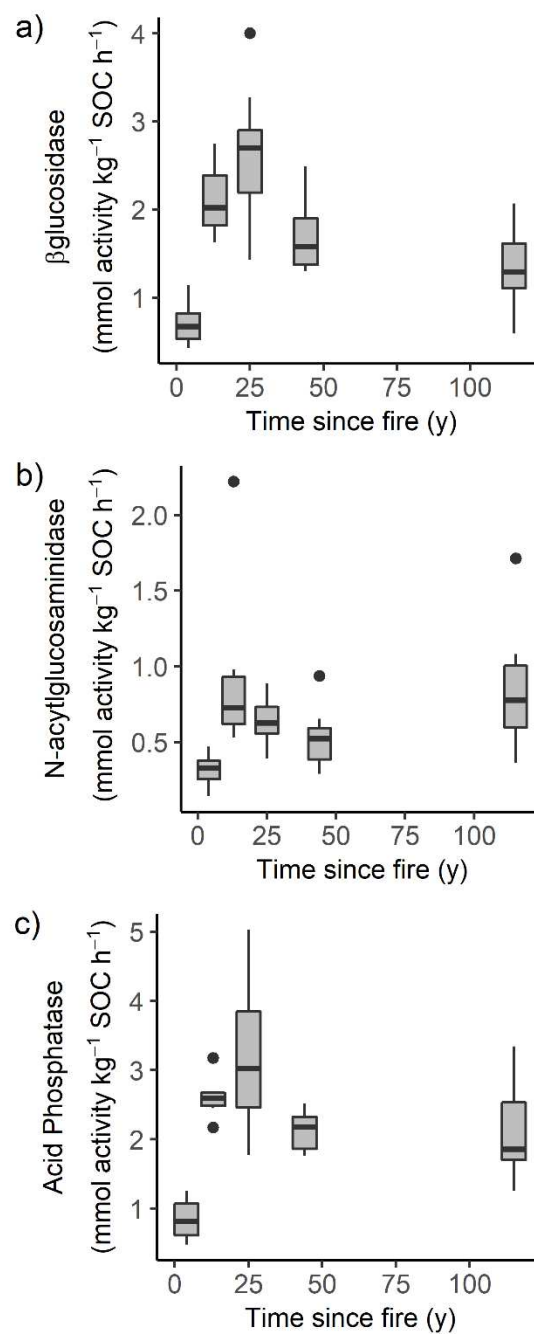 a)
βglucosidase
(mmol activity kg⁻¹ SOC h⁻¹)
4
3
2
1
0 25 50 75 100
Time since fire (y)
b)
N-acytlglucosaminidase
(mmol activity kg⁻¹ SOC h⁻¹)
2.0
1.5
1.0
0.5
0 25 50 75 100
Time since fire (y)
c)
Acid Phosphatase
(mmol activity kg⁻¹ SOC h⁻¹)
5
4
3
2
1
0 25 50 75 100
Time since fire (y)